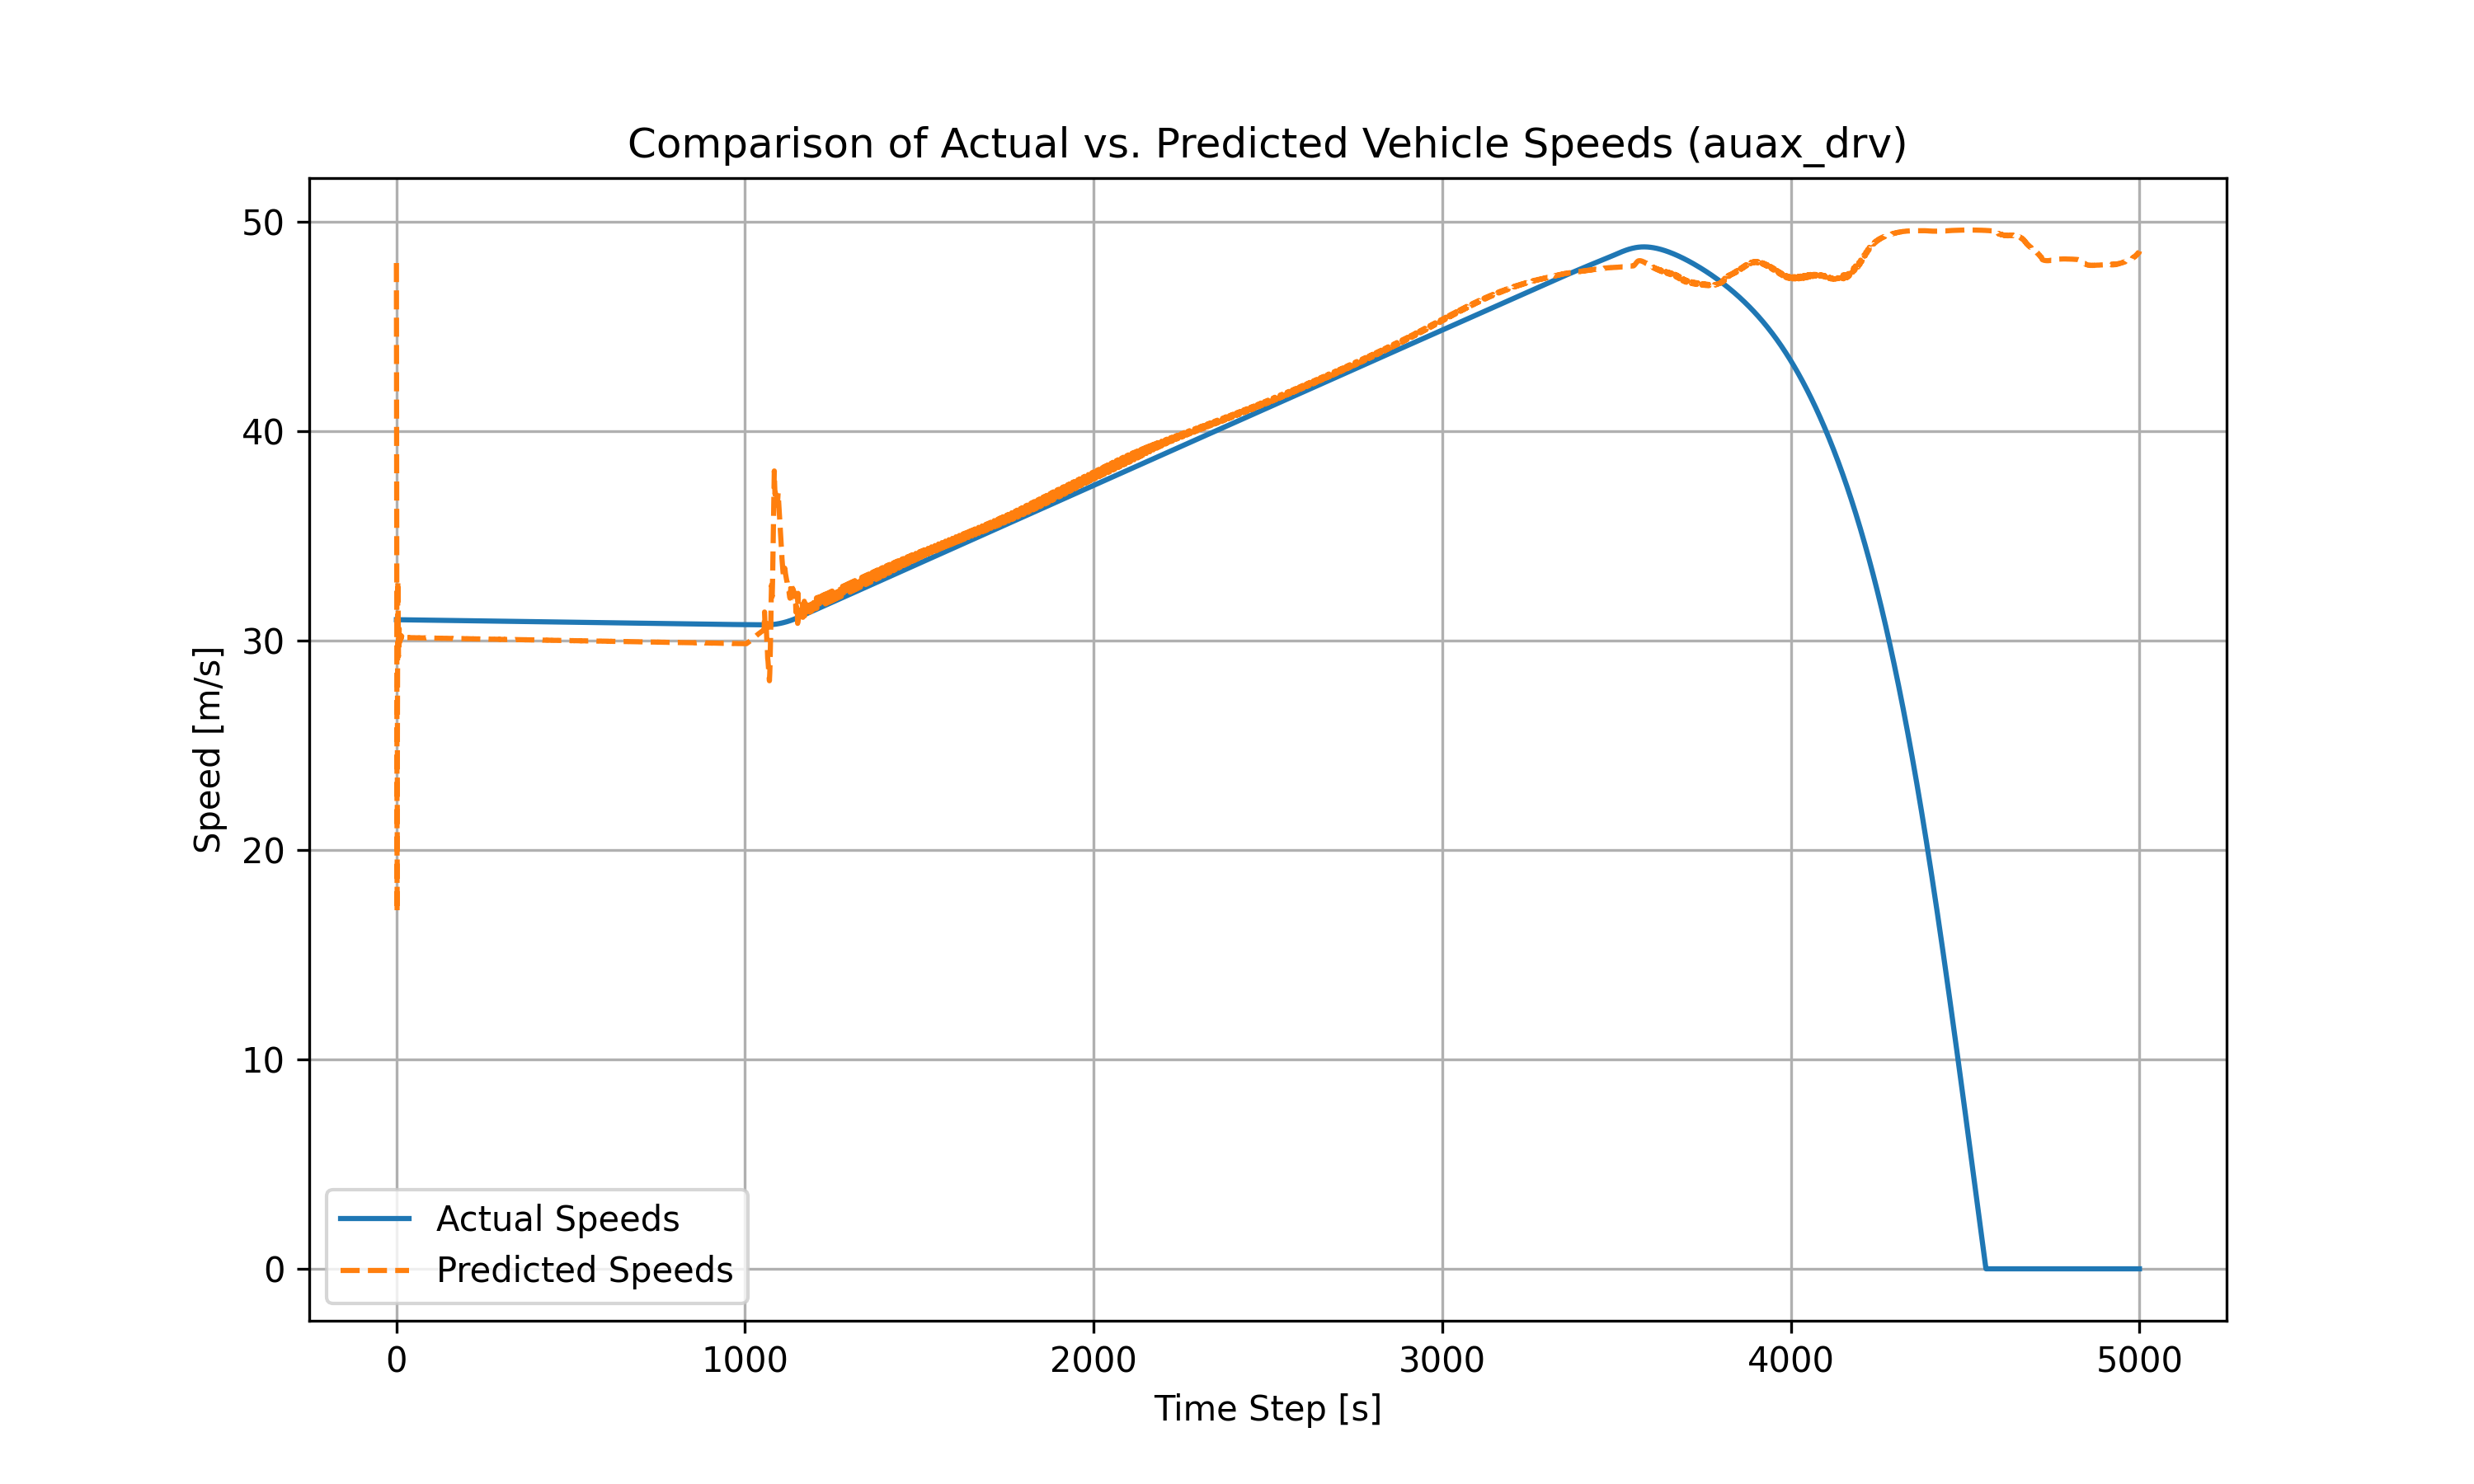 Comparison of Actual vs. Predicted Vehicle Speeds (auax_drv)
Speed [m/s]
50
40
30
20
10
0
Actual Speeds
Predicted Speeds
0 1000 2000 3000 4000 5000
Time Step [s]